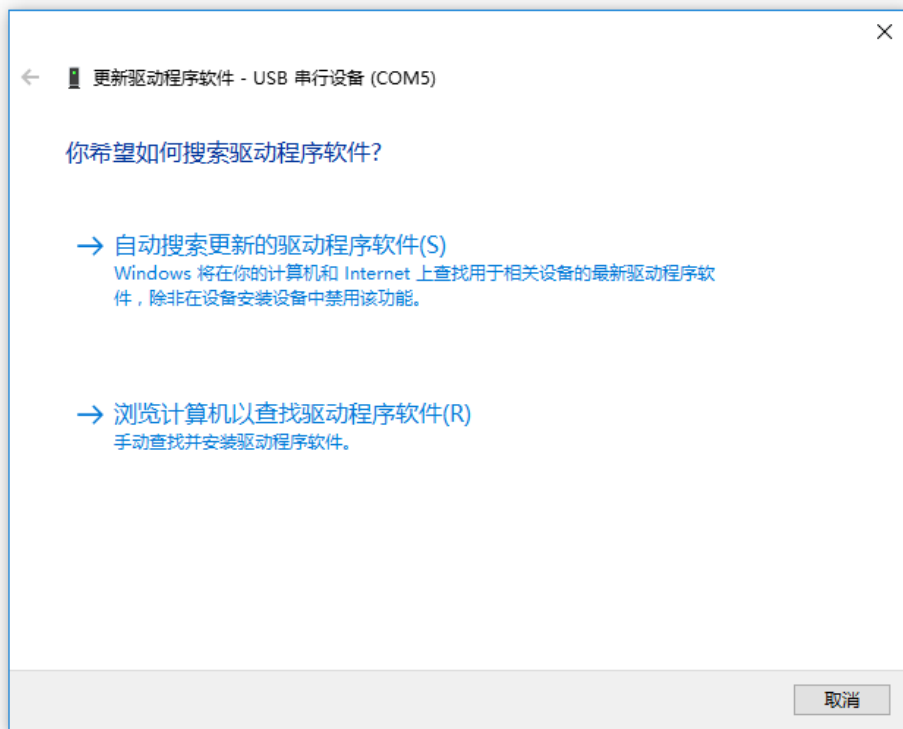 更新驱动程序软件 - USB 串行设备 (COM5)
你希望如何搜索驱动程序软件?
自动搜索更新的驱动程序软件(S)
Windows 将在你的计算机和 Internet 上查找用于相关设备的最新驱动程序软
件，除非在设备安装设备中禁用该功能。
浏览计算机以查找驱动程序软件(R)
手动查找并安装驱动程序软件。
取消